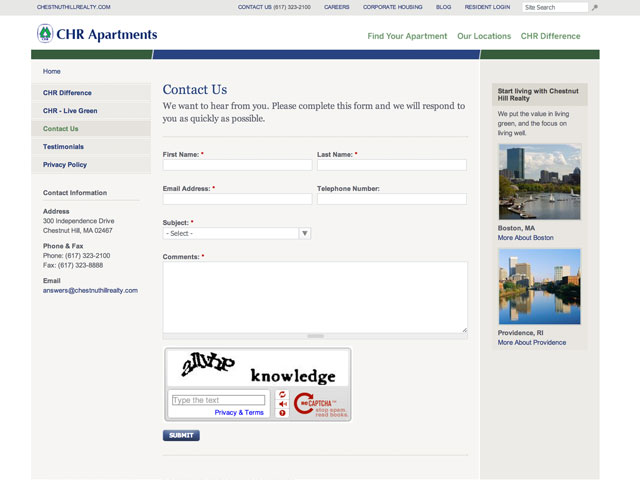 CHESTNUTHILLREALTY.COM
CONTACT US (617) 323-2100 CAREERS CORPORATE HOUSING BLOG RESIDENT LOGIN Site Search
CHR Apartments
Find Your Apartment Our Locations CHR Difference
Home
CHR Difference
CHR - Live Green
Contact Us
Testimonials
Privacy Policy
Contact Information
Address
300 Independence Drive
Chestnut Hill, MA 02467
Phone & Fax
Phone: (617) 323-2100
Fax: (617) 323-8888
Email
answers@chestnuthillrealty.com
Contact Us
We want to hear from you. Please complete this form and we will respond to
you as quickly as possible.
First Name: * Last Name: *
Email Address: * Telephone Number:
Subject: *
- Select -
Comments: *
knowledge
Type the text
Privacy & Terms
reCAPTCHA™
stop spam.
read books.
SUBMIT
Start living with Chestnut
Hill Realty
We put the value in living
green, and the focus on
living well.
Boston, MA
More About Boston
Providence, RI
More About Providence